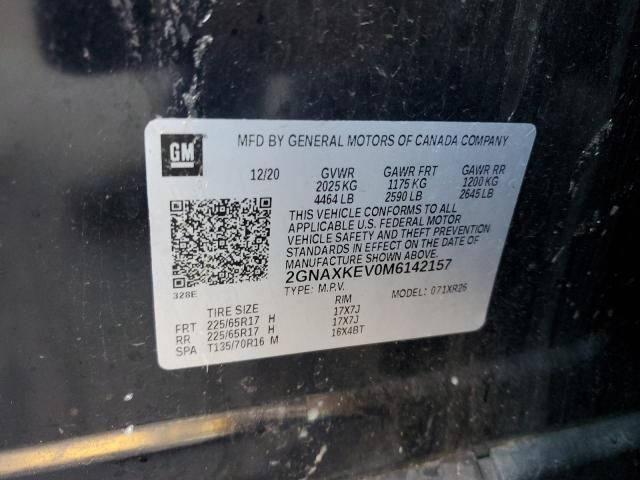 GM
MFD BY GENERAL MOTORS OF CANADA COMPANY
12/20 GVWR GAWR FRT GAWR RR
2025 KG 1175 KG 1200 KG
4464 LB 2590 LB 2645 LB
THIS VEHICLE CONFORMS TO ALL
APPLICABLE U.S. FEDERAL MOTOR
VEHICLE SAFETY AND THEFT PREVENTION
STANDARDS IN EFFECT ON THE DATE OF
MANUFACTURE SHOWN ABOVE.
2GNAXKEV0M6142157
328E TYPE: M.P.V. MODEL: 071XR26
TIRE SIZE RIM
FRT 225/65R17 H 17X7J
RR 225/65R17 H 17X7J
SPA T135/70R16 M 16X4BT